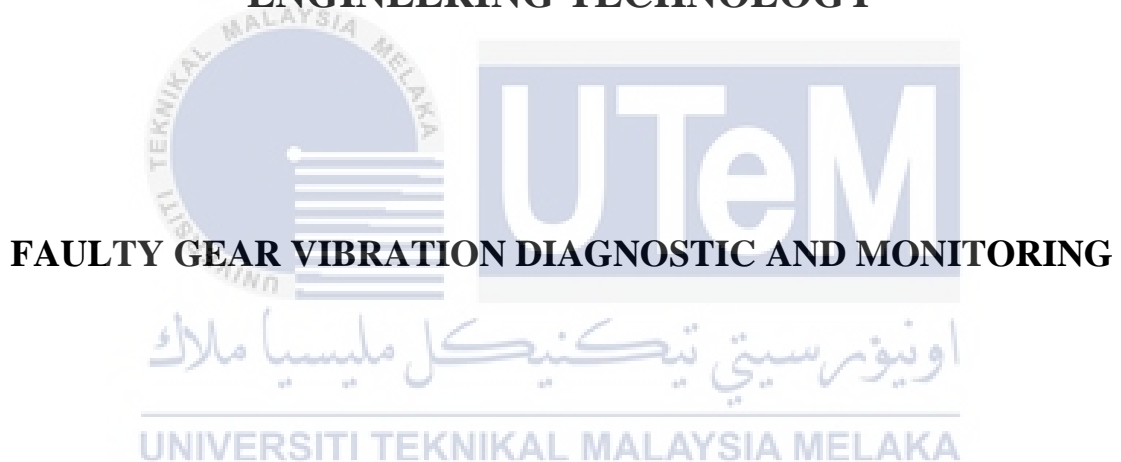 ENGINEERING TECHNOLOGY
UNIVERSITI TEKNIKAL MALAYSIA MELAKA
UTeM
FAULTY GEAR VIBRATION DIAGNOSTIC AND MONITORING
اونيۏرسيتي تيكنيكل مليسيا ملاك
UNIVERSITI TEKNIKAL MALAYSIA MELAKA